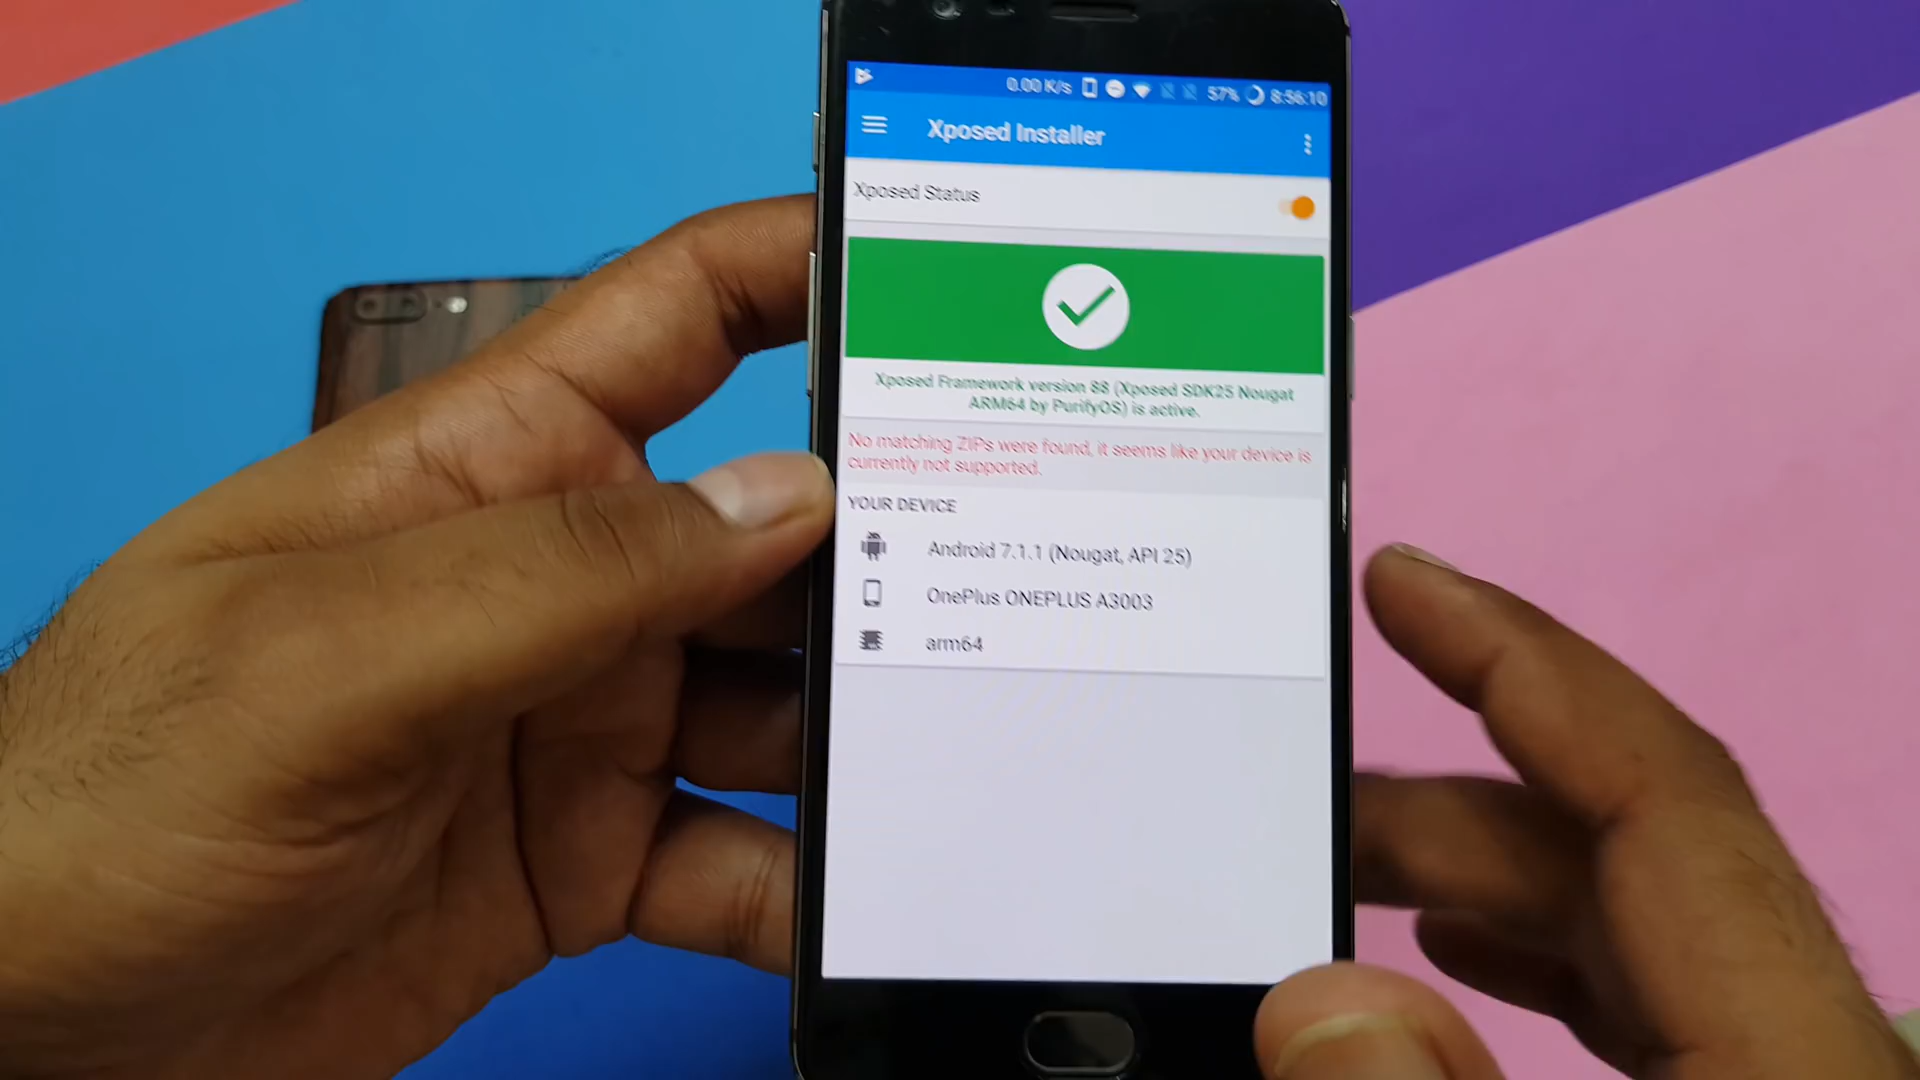 0.00 K/s 57% 8:56:10
Xposed Installer
Xposed Status
Xposed Framework version 88 (Xposed SDK25 Nougat
ARM64 by PurifyOS) is active.
No matching ZIPs were found, it seems like your device is
currently not supported.
YOUR DEVICE
Android 7.1.1 (Nougat, API 25)
OnePlus ONEPLUS A3003
arm64